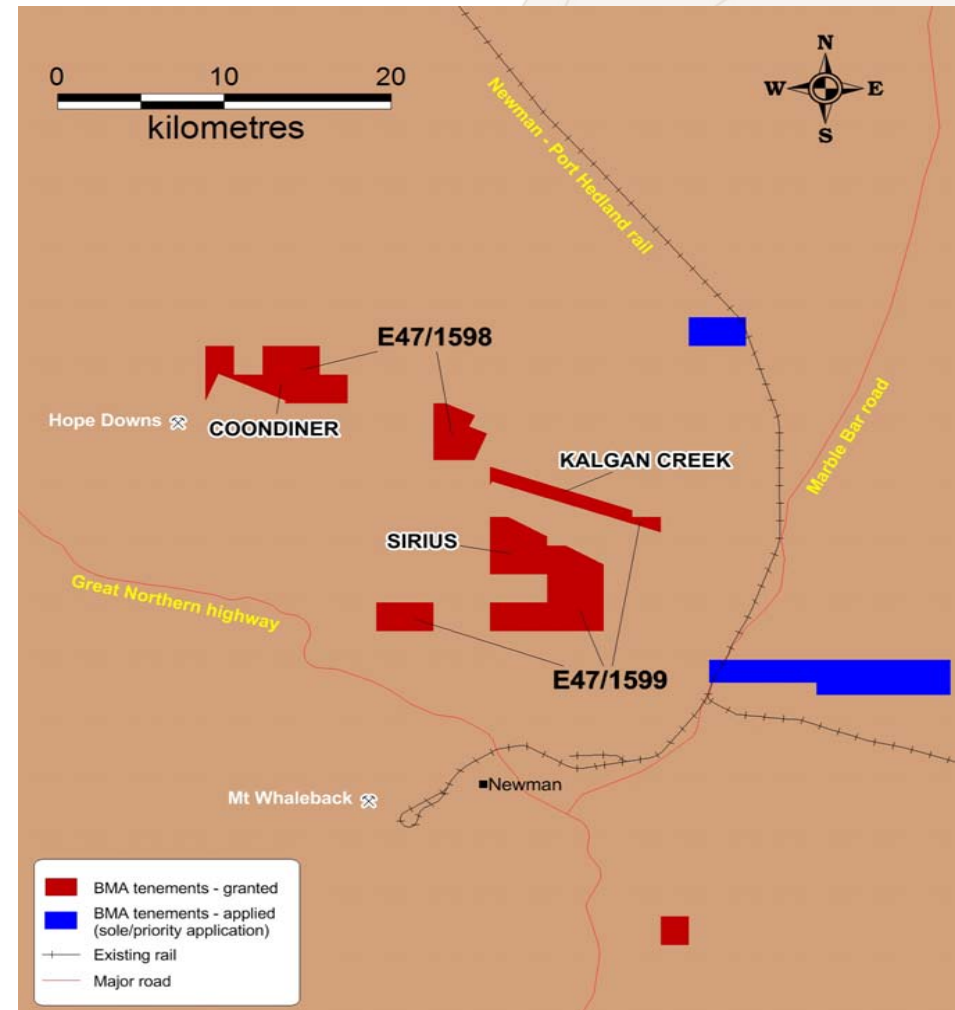 0 10 20
kilometres
N
W E
S
Newman - Port Hedland rail
Marble Bar road
E47/1598
Hope Downs
COONDINER
KALGAN CREEK
SIRIUS
Great Northern highway
E47/1599
Newman
Mt Whaleback
BMA tenements - granted
BMA tenements - applied
(sole/priority application)
Existing rail
Major road